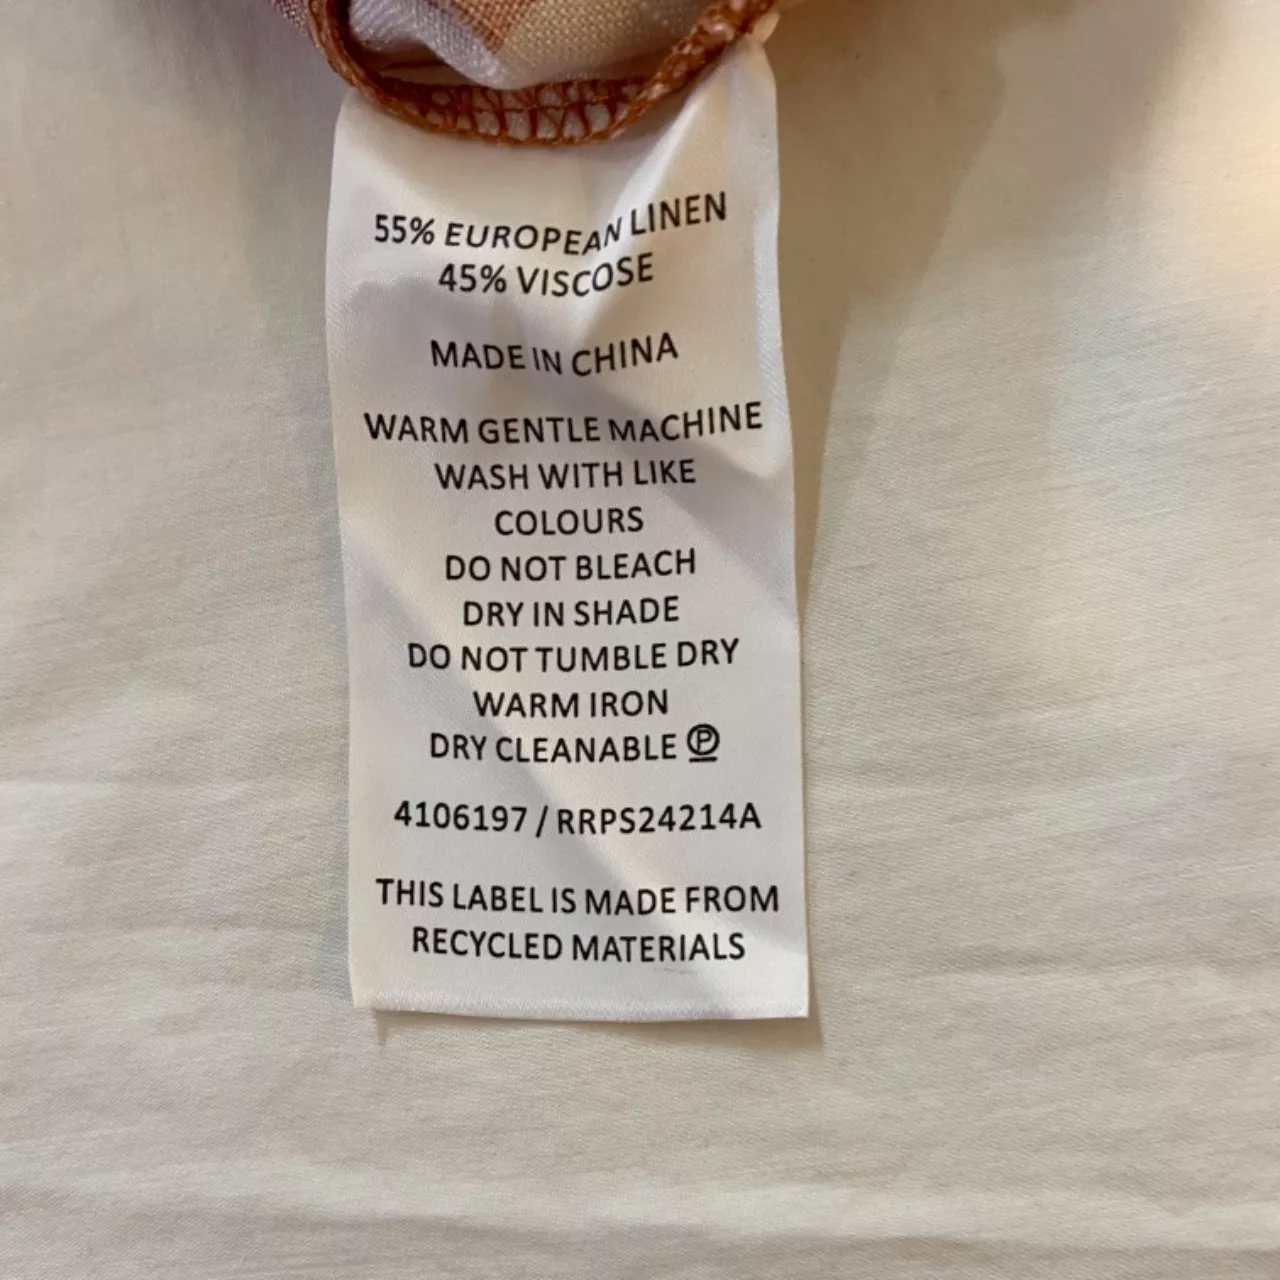 55% EUROPEAN LINEN
45% VISCOSE
MADE IN CHINA
WARM GENTLE MACHINE
WASH WITH LIKE
COLOURS
DO NOT BLEACH
DRY IN SHADE
DO NOT TUMBLE DRY
WARM IRON
DRY CLEANABLE Ⓟ
4106197 / RRPS24214A
THIS LABEL IS MADE FROM
RECYCLED MATERIALS